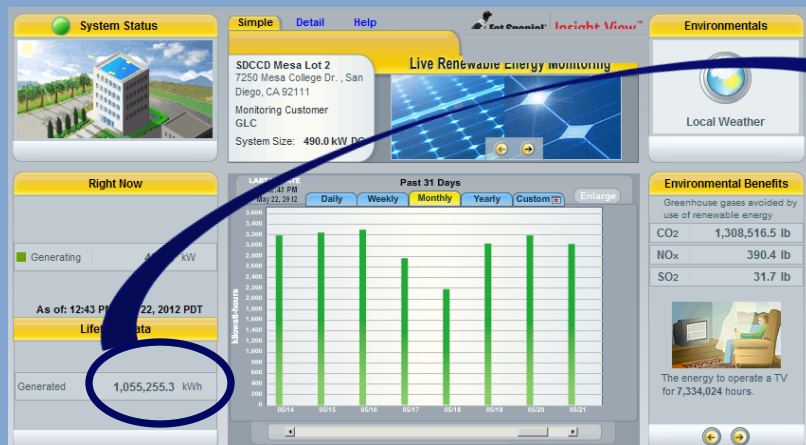 System Status
Simple Detail Help
Insight View™
Environmentals
Live Renewable Energy Monitoring
SDCCD Mesa Lot 2
7250 Mesa College Dr. , San
Diego, CA 92111
Monitoring Customer
GLC
System Size: 490.0 kW DC
Local Weather
Right Now
Generating kW
As of: 12:43 22, 2012 PDT
Data
Generated 1,055,255.3 kWh
Past 31 Days
May 22, 2012
Daily Weekly Monthly Yearly Custom
Enlarge
kilowatt-hours
3,600
3,400
3,200
3,000
2,800
2,600
2,400
2,200
2,000
1,800
1,600
1,400
1,200
1,000
800
600
400
200
0
05/14 05/15 05/16 05/17 05/18 05/19 05/20 05/21
Environmental Benefits
Greenhouse gases avoided by
use of renewable energy
CO2 1,308,516.5 lb
NOx 390.4 lb
SO2 31.7 lb
The energy to operate a TV
for 7,334,024 hours.